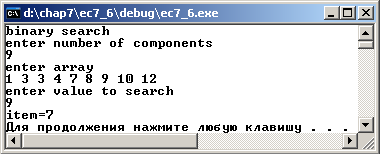 d:\chap7\ec7_6\debug\ec7_6.exe
binary search
enter number of components
9
enter array
1 3 3 4 7 8 9 10 12
enter value to search
9
item=7
Для продолжения нажмите любую клавишу . . .